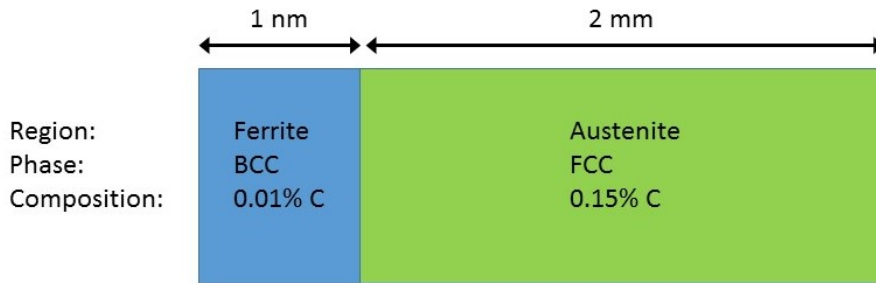 1 nm 2 mm
Region: Ferrite Austenite
Phase: BCC FCC
Composition: 0.01% C 0.15% C